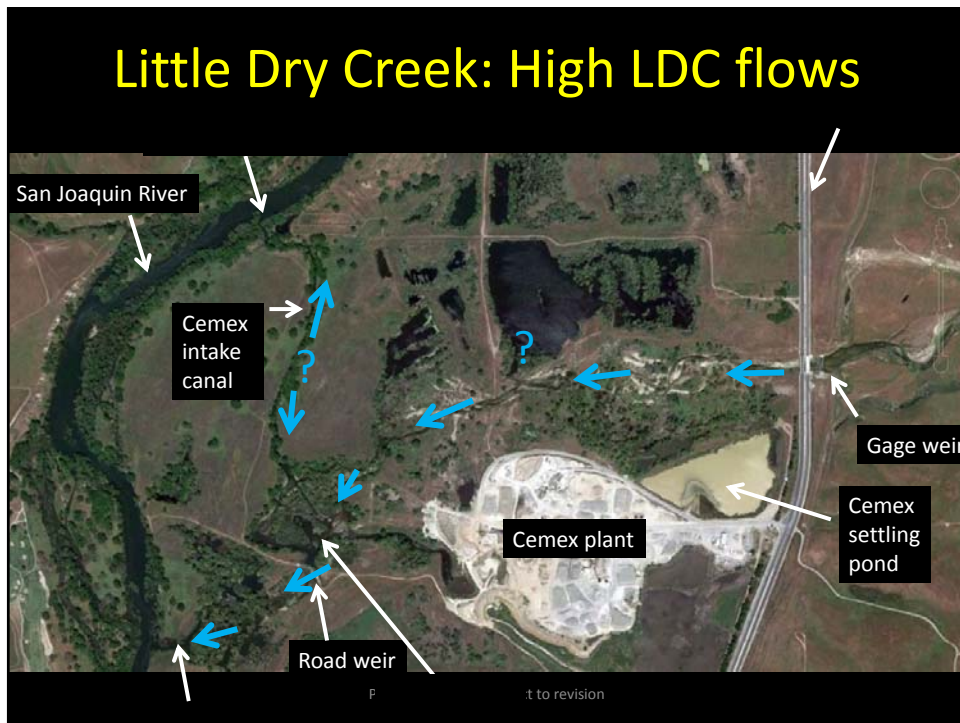 Little Dry Creek: High LDC flows
San Joaquin River
Cemex
intake
canal
?
?
Gage weir
Cemex
settling
pond
Cemex plant
Road weir
P
ct to revision